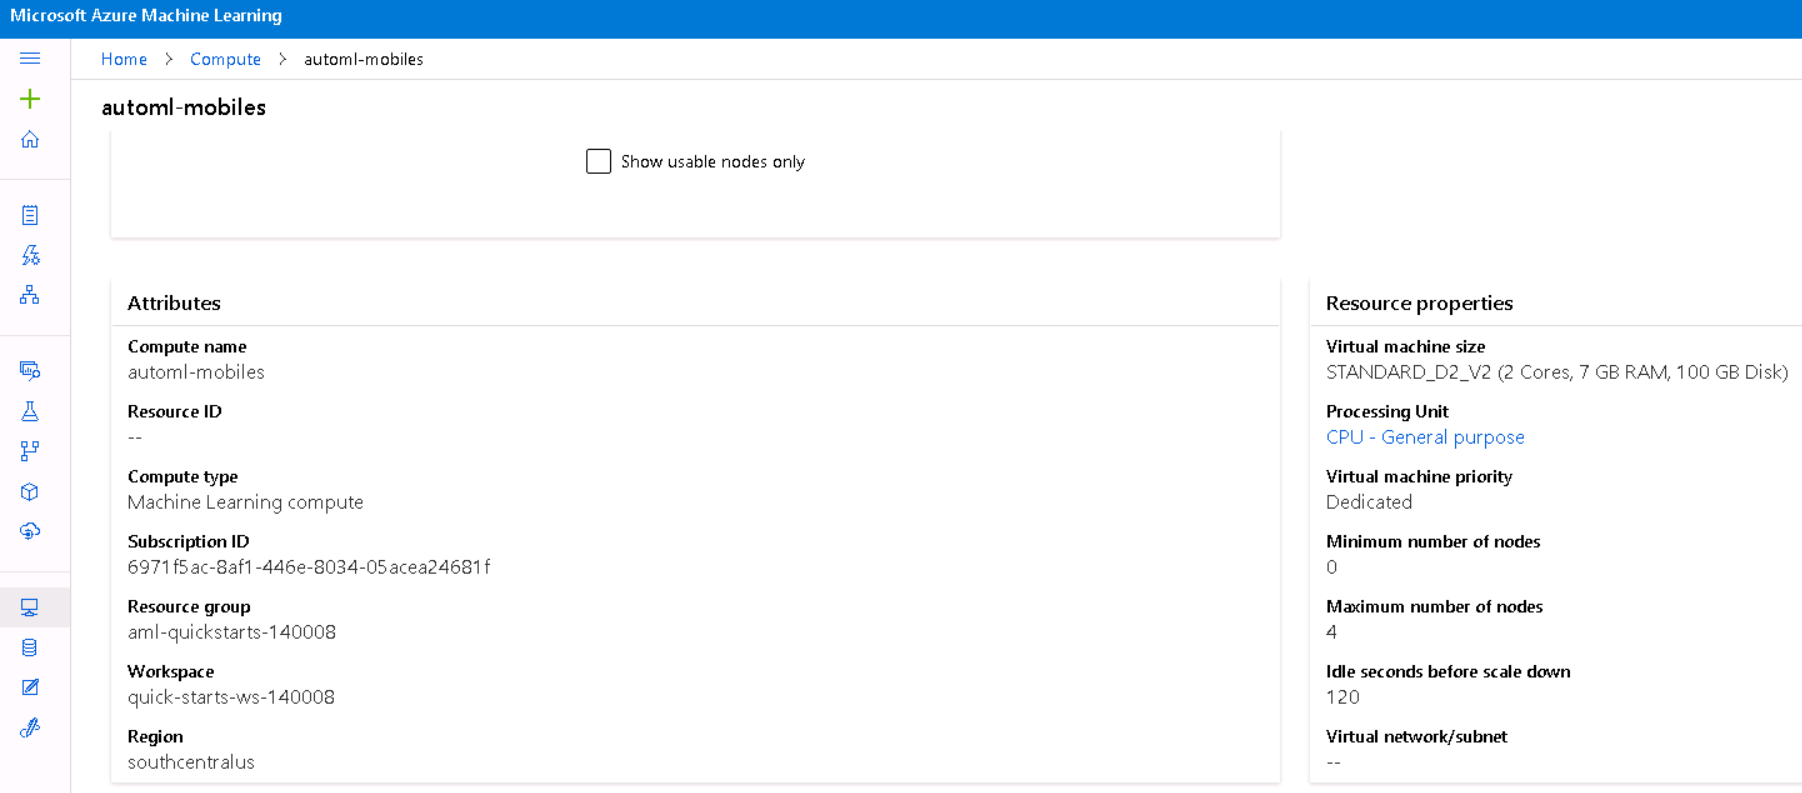 Microsoft Azure Machine Learning
Home > Compute > automl-mobiles
automl-mobiles
Show usable nodes only
Attributes
Compute name
automl-mobiles
Resource ID
--
Compute type
Machine Learning compute
Subscription ID
6971f5ac-8af1-446e-8034-05acea24681f
Resource group
aml-quickstarts-140008
Workspace
quick-starts-ws-140008
Region
southcentralus
Resource properties
Virtual machine size
STANDARD_D2_V2 (2 Cores, 7 GB RAM, 100 GB Disk)
Processing Unit
CPU - General purpose
Virtual machine priority
Dedicated
Minimum number of nodes
0
Maximum number of nodes
4
Idle seconds before scale down
120
Virtual network/subnet
--